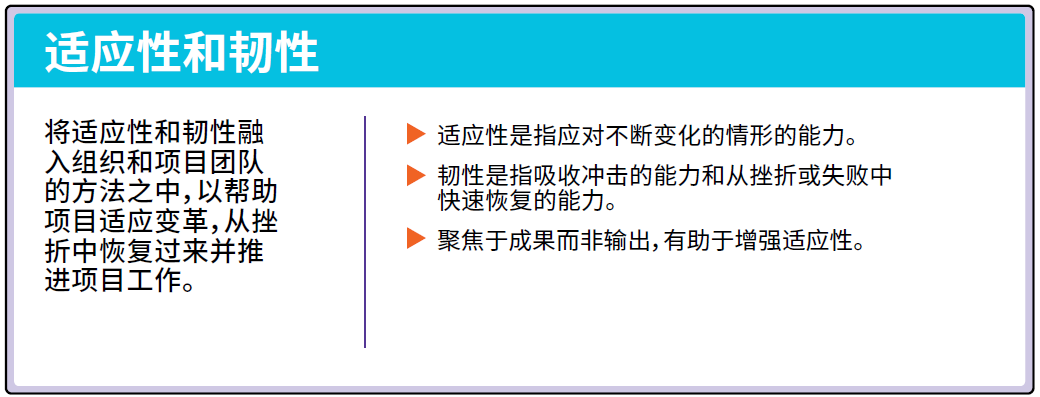 适应性和韧性
将适应性和韧性融
入组织和项目团队
的方法之中，以帮助
项目适应变革，从挫
折中恢复过来并推
进项目工作。
适应性是指应对不断变化的情形的能力。
韧性是指吸收冲击的能力和从挫折或失败中
快速恢复的能力。
聚焦于成果而非输出，有助于增强适应性。